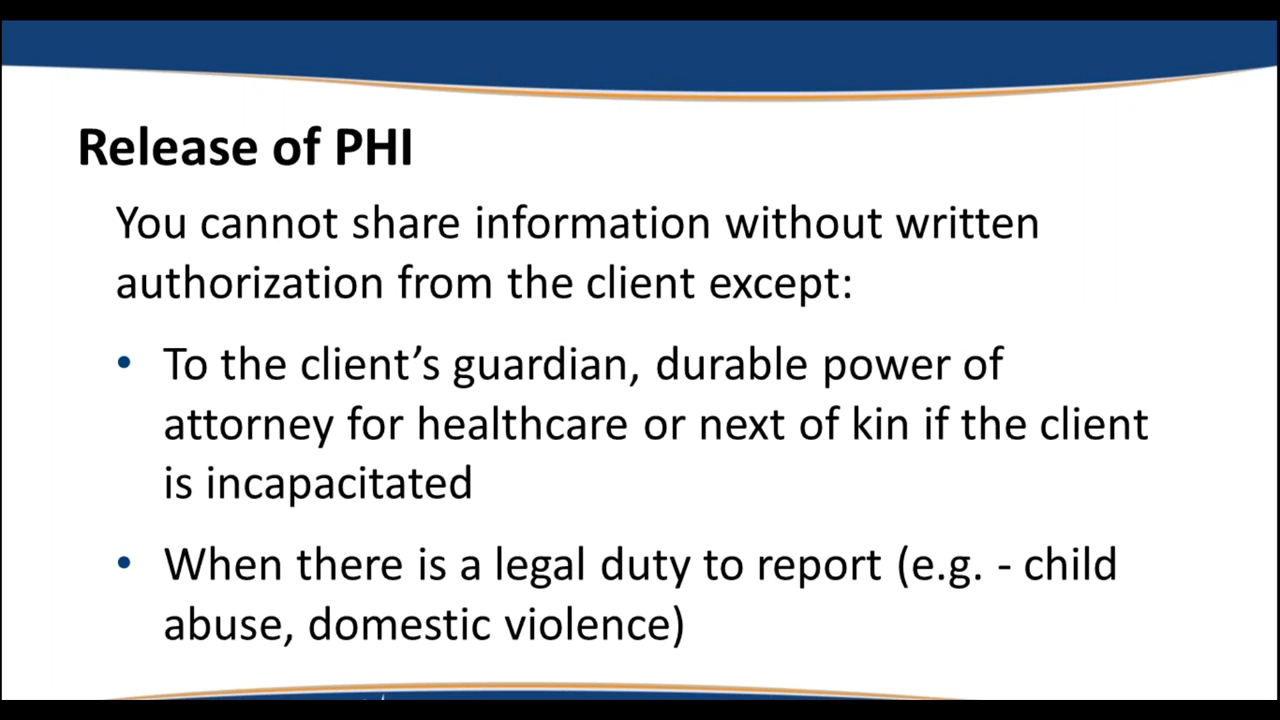 Release of PHI
You cannot share information without written
authorization from the client except:
• To the client’s guardian, durable power of
attorney for healthcare or next of kin if the client
is incapacitated
• When there is a legal duty to report (e.g. - child
abuse, domestic violence)